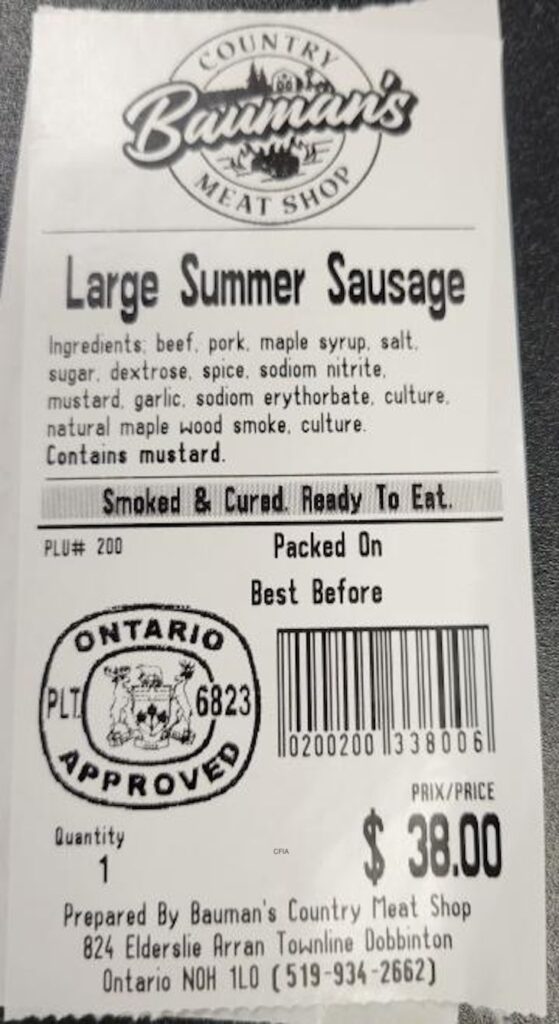 COUNTRY
Bauman's
MEAT SHOP
Large Summer Sausage
Ingredients: beef, pork, maple syrup, salt,
sugar, dextrose, spice, sodiom nitrite,
mustard, garlic, sodiom erythorbate, culture,
natural maple wood smoke, culture.
Contains mustard.
Smoked & Cured. Ready To Eat.
PLU# 200
Packed On
Best Before
ONTARIO
PLT. 6823
APPROVED
0200200 338006
PRIX/PRICE
$ 38.00
Quantity
1
CFIA
Prepared By Bauman's Country Meat Shop
824 Elderslie Arran Townline Dobbinton
Ontario N0H 1L0 (519-934-2662)